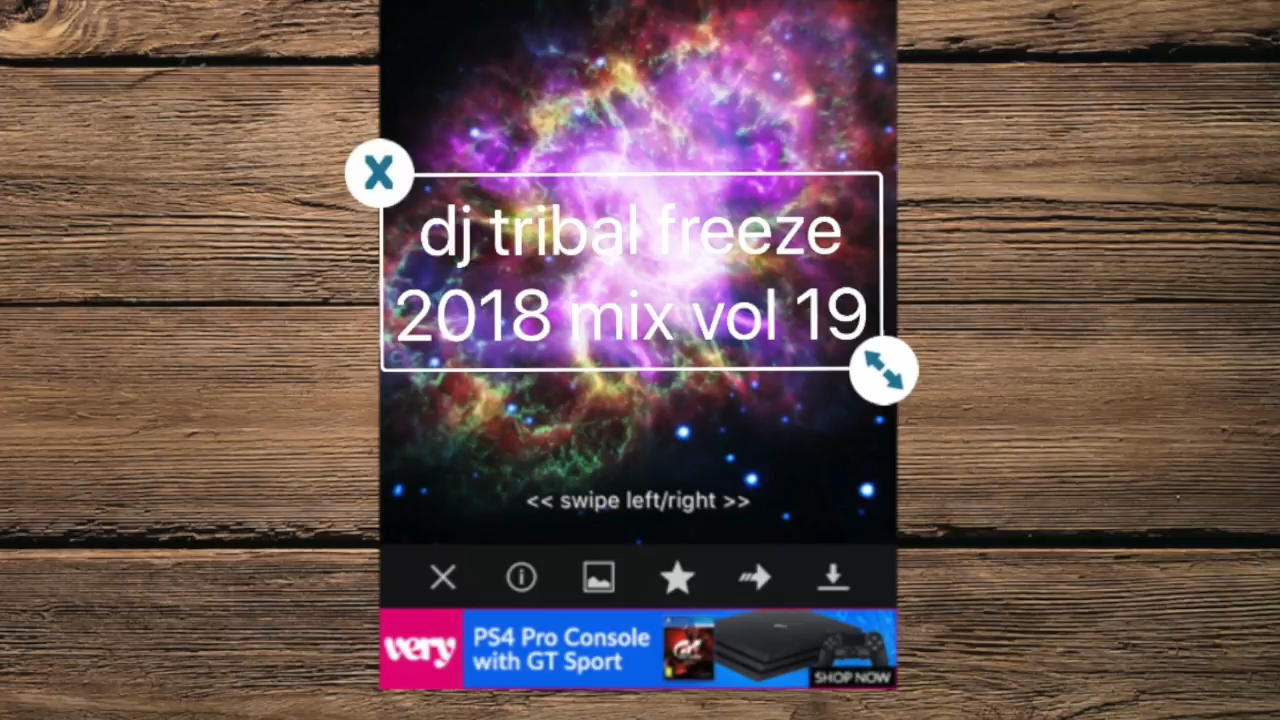 dj tribal freeze
2018 mix vol 19
<< swipe left/right >>
very
PS4 Pro Console
with GT Sport
GT
SHOP NOW